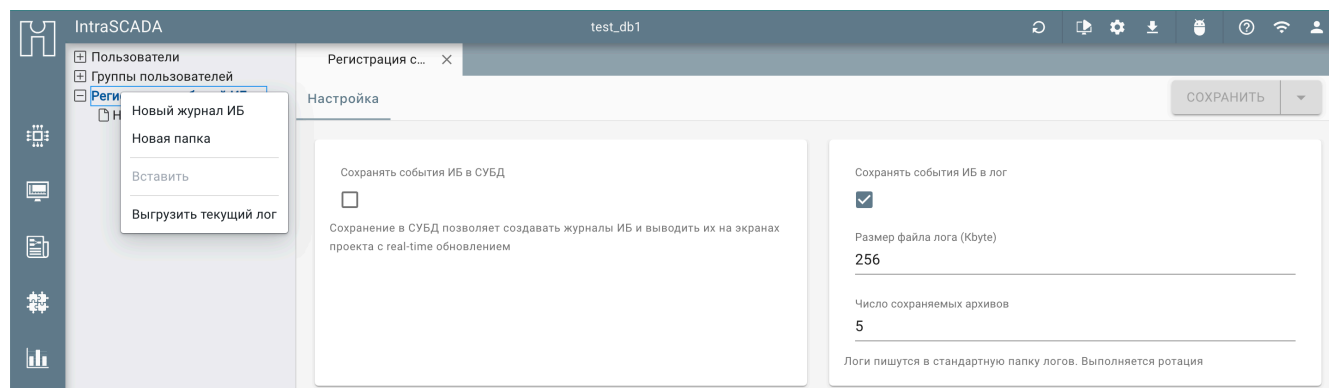 IntraSCADA
test_db1
Пользователи
Группы пользователей
Реги
Новый журнал ИБ
Новая папка
Вставить
Выгрузить текущий лог
Регистрация с...
Настройка
СОХРАНИТЬ
Сохранять события ИБ в СУБД
Сохранение в СУБД позволяет создавать журналы ИБ и выводить их на экранах
проекта с real-time обновлением
Сохранять события ИБ в лог
Размер файла лога (Kbyte)
256
Число сохраняемых архивов
5
Логи пишутся в стандартную папку логов. Выполняется ротация